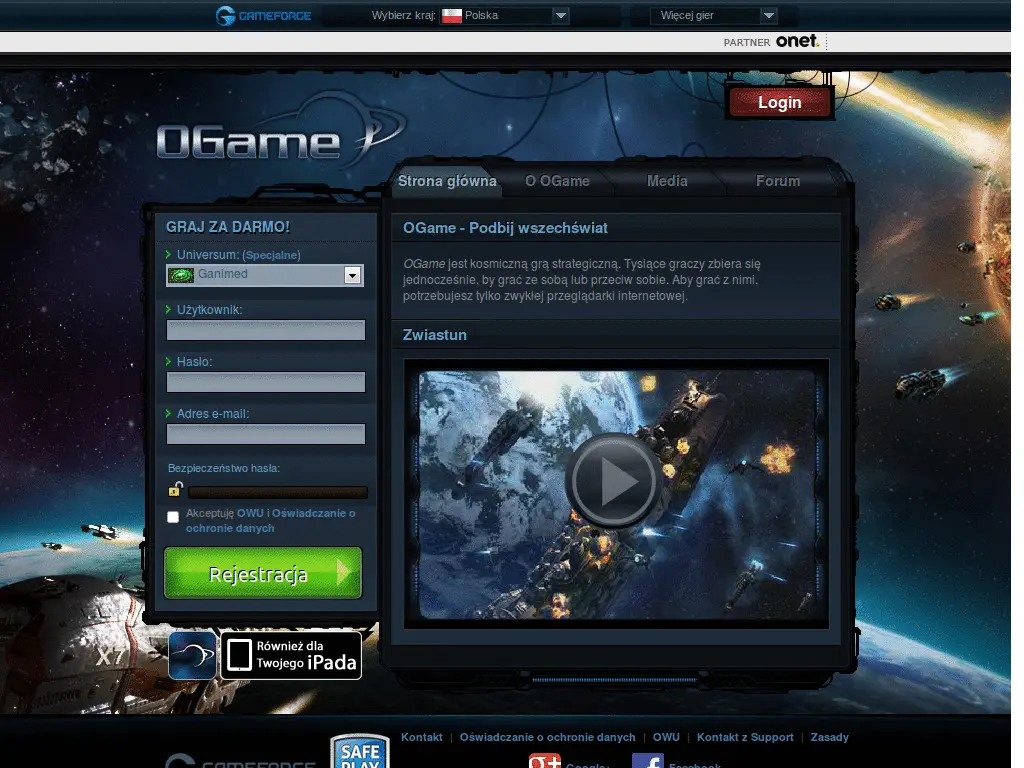 GAMEFORGE
Wybierz kraj: Polska
Więcej gier
PARTNER onet.
Login
OGame
Strona główna
O OGame
Media
Forum
GRAJ ZA DARMO!
Universum: (Specjalne)
Ganimed
Użytkownik:
Hasło:
Adres e-mail:
Bezpieczeństwo hasła:
Akceptuję OWU i Oświadczanie o
ochronie danych
Rejestracja
OGame - Podbij wszechświat
OGame jest kosmiczną grą strategiczną. Tysiące graczy zbiera się
jednocześnie, by grać ze sobą lub przeciw sobie. Aby grać z nimi,
potrzebujesz tylko zwykłej przeglądarki internetowej.
Zwiastun
X7
Również dla
Twojego iPada
Kontakt | Oświadczanie o ochronie danych | OWU | Kontakt z Support | Zasady
GAMEFORGE
SAFE
PLAY
g+1
Google+
f
Facebook